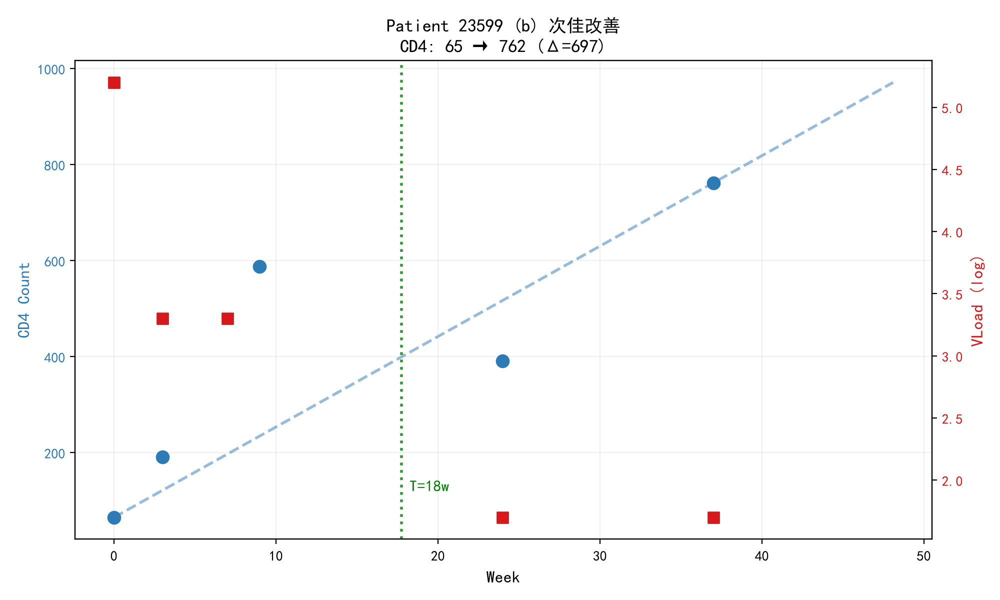 Patient 23599 (b) 次佳改善
CD4: 65 ➞ 762 (Δ=697)
1000
800
600
400
200
CD4 Count
5.0
4.5
4.0
3.5
3.0
2.5
2.0
VLoad (log)
T=18w
0 10 20 30 40 50
Week